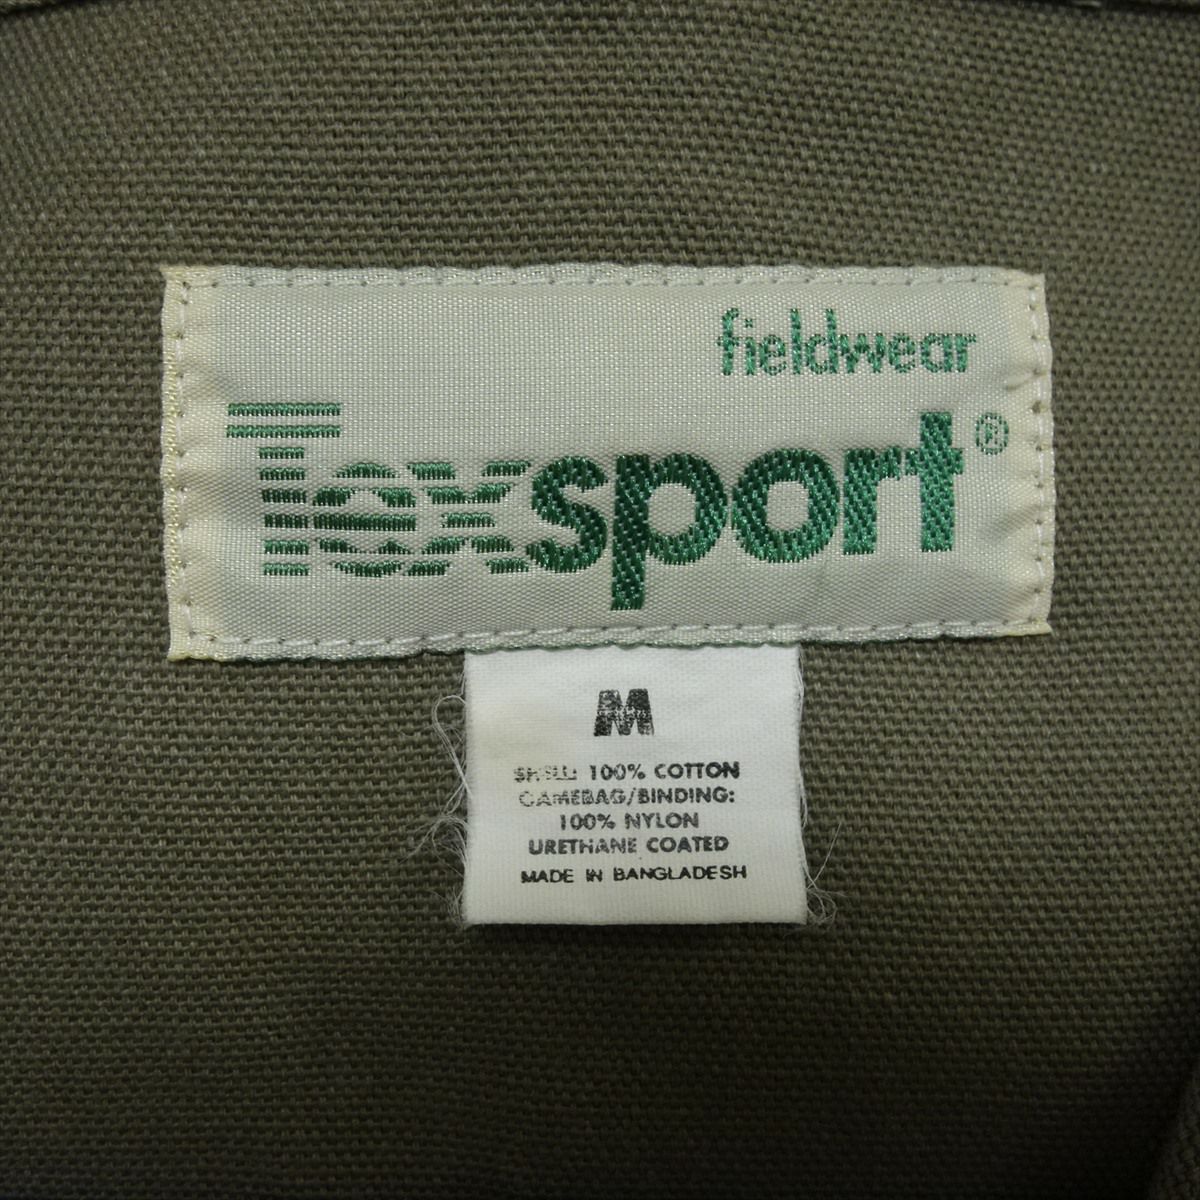 fieldwear
Texsport®
M
SHELL: 100% COTTON
GAMEBAG/BINDING:
100% NYLON
URETHANE COATED
MADE IN BANGLADESH